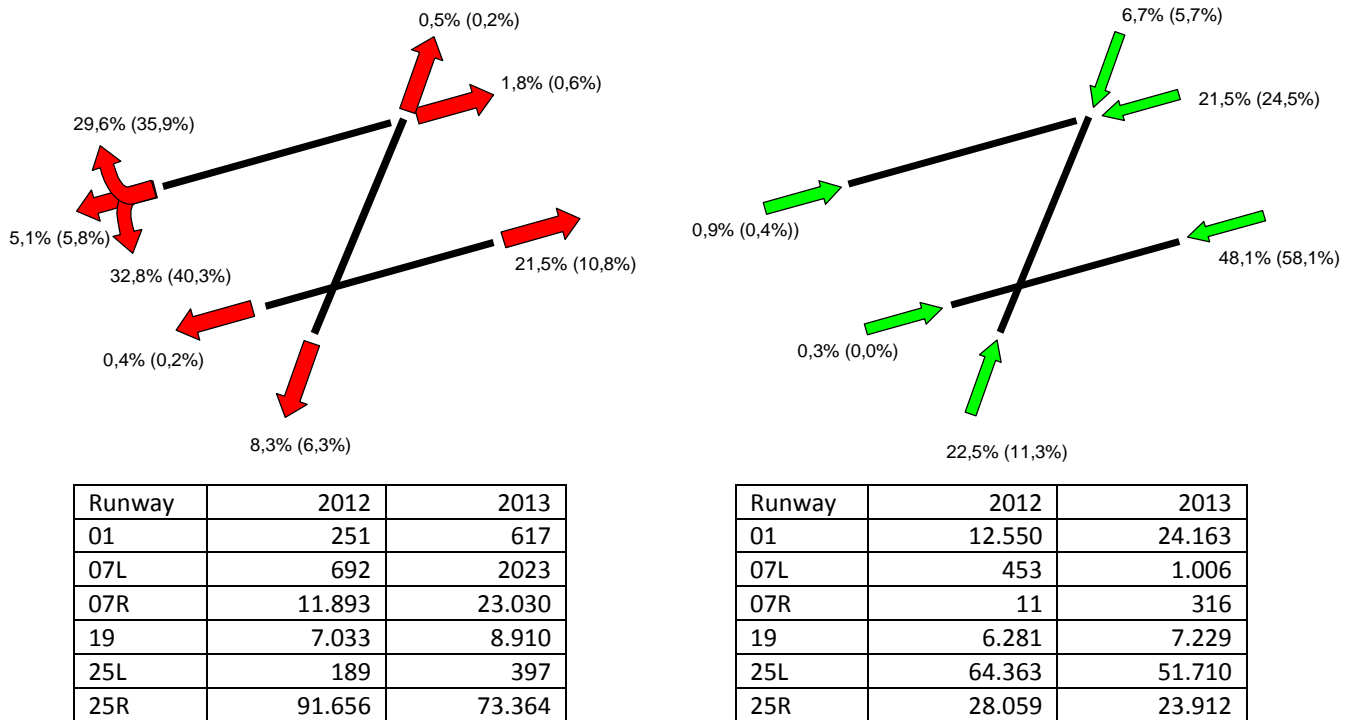 0,5% (0,2%)
1,8% (0,6%)
29,6% (35,9%)
5,1% (5,8%)
32,8% (40,3%)
21,5% (10,8%)
0,4% (0,2%)
8,3% (6,3%)
6,7% (5,7%)
21,5% (24,5%)
0,9% (0,4%))
48,1% (58,1%)
0,3% (0,0%)
22,5% (11,3%)
Runway 2012 2013
01 251 617
07L 692 2023
07R 11.893 23.030
19 7.033 8.910
25L 189 397
25R 91.656 73.364
Runway 2012 2013
01 12.550 24.163
07L 453 1.006
07R 11 316
19 6.281 7.229
25L 64.363 51.710
25R 28.059 23.912